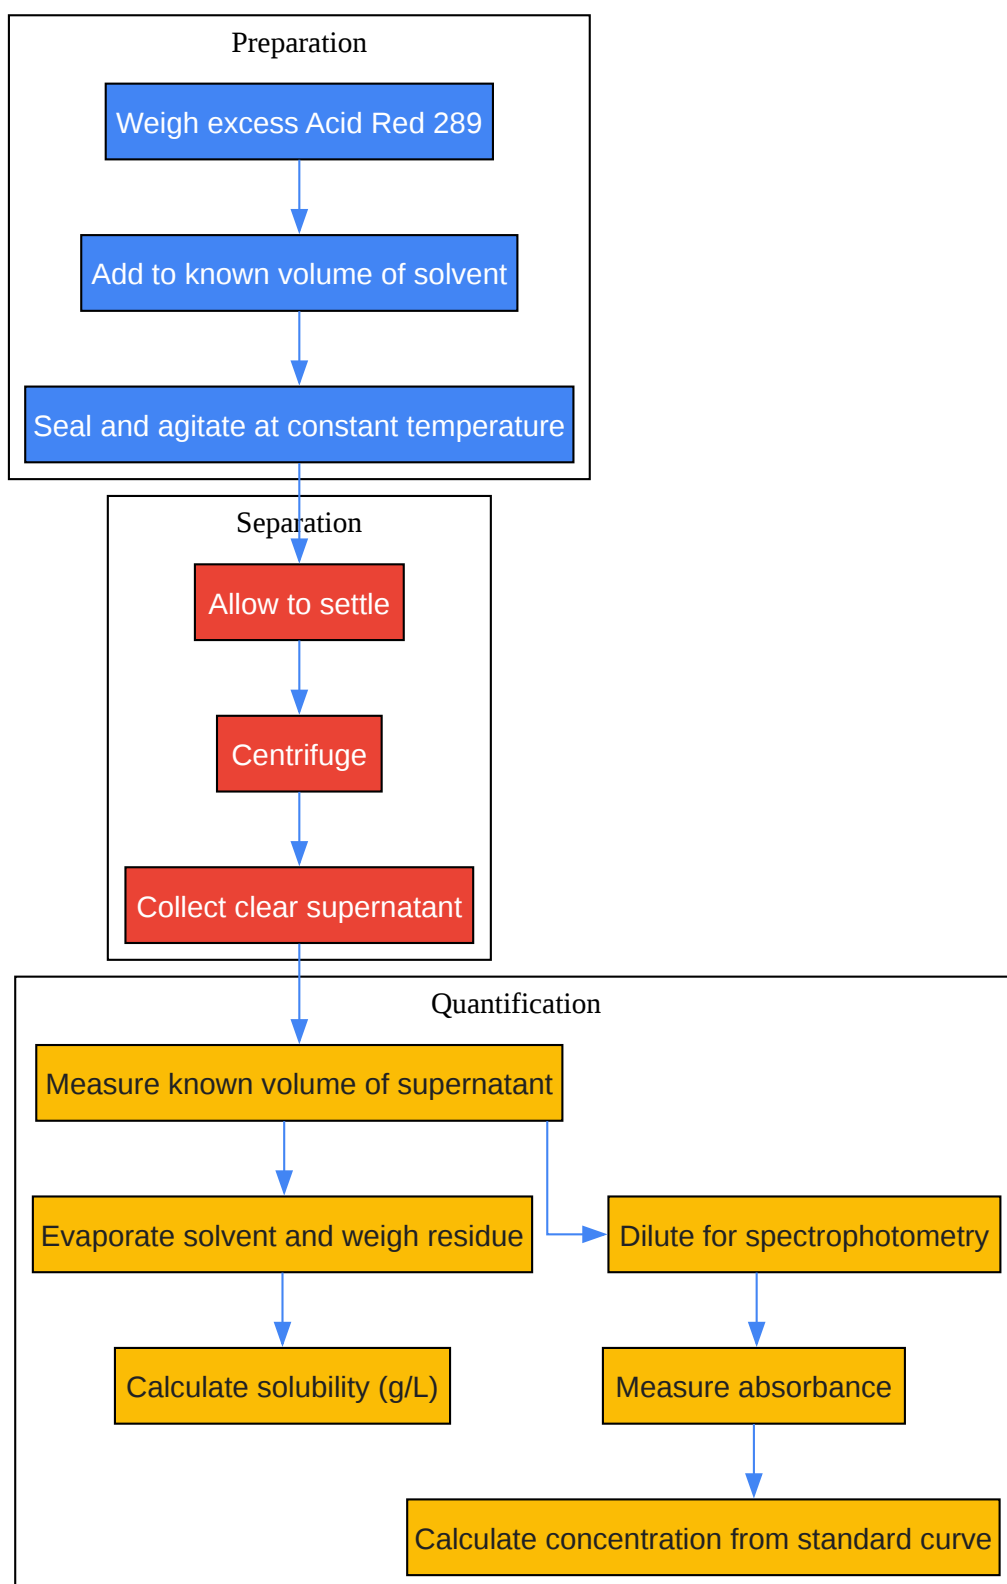 Preparation
Weigh excess Acid Red 289
Add to known volume of solvent
Seal and agitate at constant temperature
Separation
Allow to settle
Centrifuge
Collect clear supernatant
Quantification
Measure known volume of supernatant
Evaporate solvent and weigh residue
Dilute for spectrophotometry
Calculate solubility (g/L)
Measure absorbance
Calculate concentration from standard curve